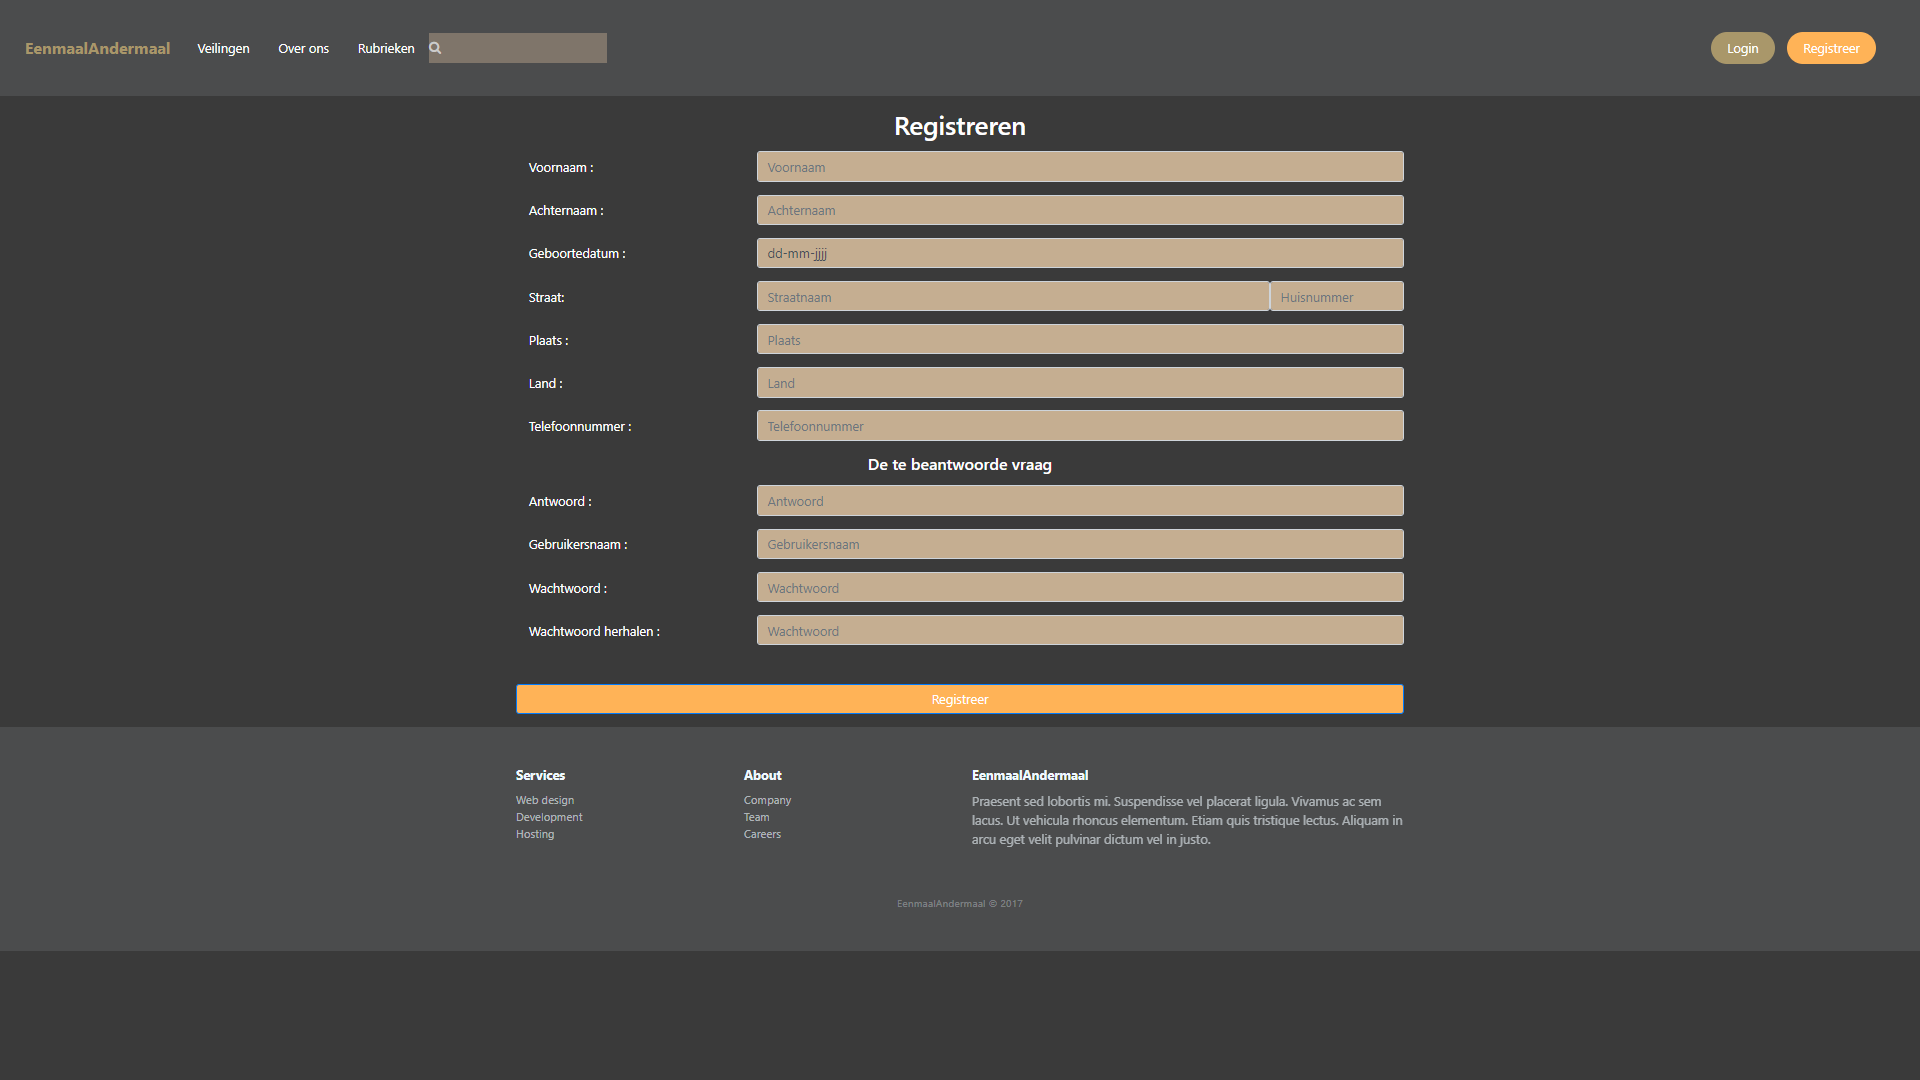 EenmaalAndermaal Veilingen Over ons Rubrieken Login Registreer
Registreren
Voornaam : Voornaam
Achternaam : Achternaam
Geboortedatum : dd-mm-jjjj
Straat: Straatnaam Huisnummer
Plaats : Plaats
Land : Land
Telefoonnummer : Telefoonnummer
De te beantwoorde vraag
Antwoord : Antwoord
Gebruikersnaam : Gebruikersnaam
Wachtwoord : Wachtwoord
Wachtwoord herhalen : Wachtwoord
Registreer
Services
Web design
Development
Hosting
About
Company
Team
Careers
EenmaalAndermaal
Praesent sed lobortis mi. Suspendisse vel placerat ligula. Vivamus ac sem
lacus. Ut vehicula rhoncus elementum. Etiam quis tristique lectus. Aliquam in
arcu eget velit pulvinar dictum vel in justo.
EenmaalAndermaal © 2017